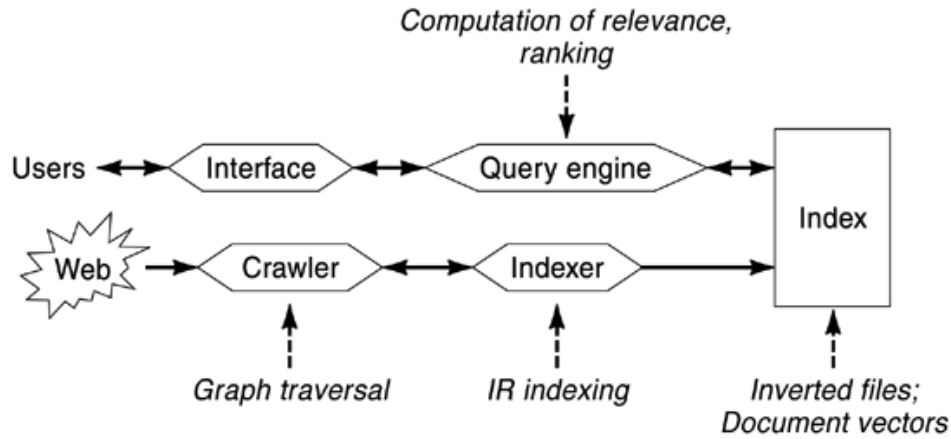 Computation of relevance,
ranking
Users
Interface
Query engine
Index
Web
Crawler
Indexer
Graph traversal
IR indexing
Inverted files;
Document vectors